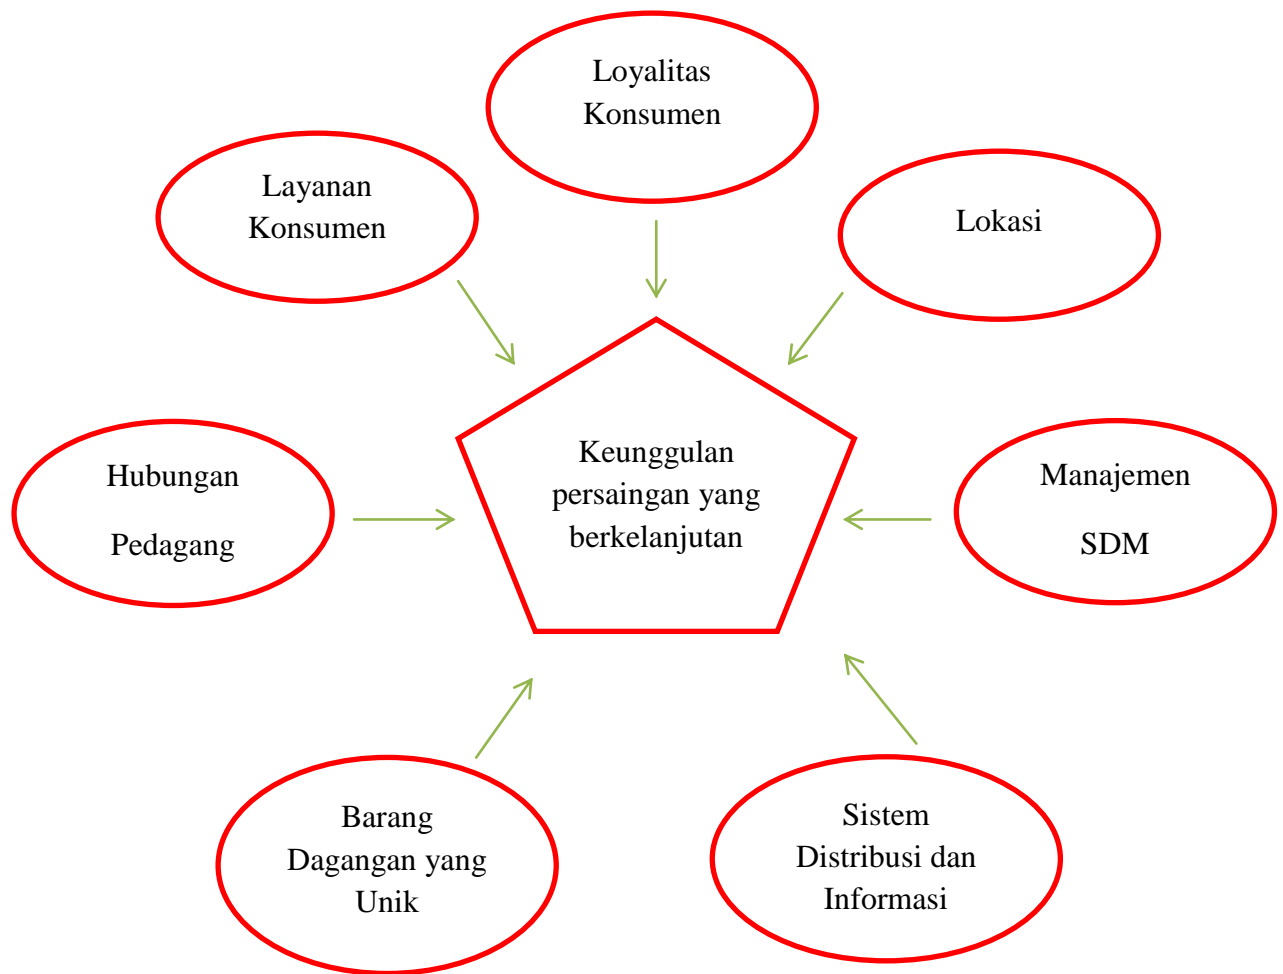 Loyalitas
Konsumen
Layanan
Konsumen
Lokasi
Keunggulan
persaingan yang
berkelanjutan
Hubungan
Pedagang
Manajemen
SDM
Barang
Dagangan yang
Unik
Sistem
Distribusi dan
Informasi